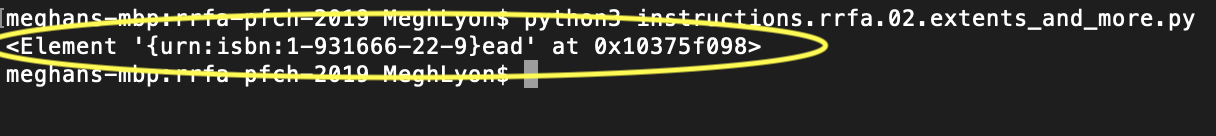 meghans-mbp:rrfa-pfch-2019 MeghLyon$ python3 instructions.rrfa.02.extents_and_more.py
<Element '{urn:isbn:1-931666-22-9}ead' at 0x10375f098>
meghans-mbp:rrfa-pfch-2019 MeghLyon$